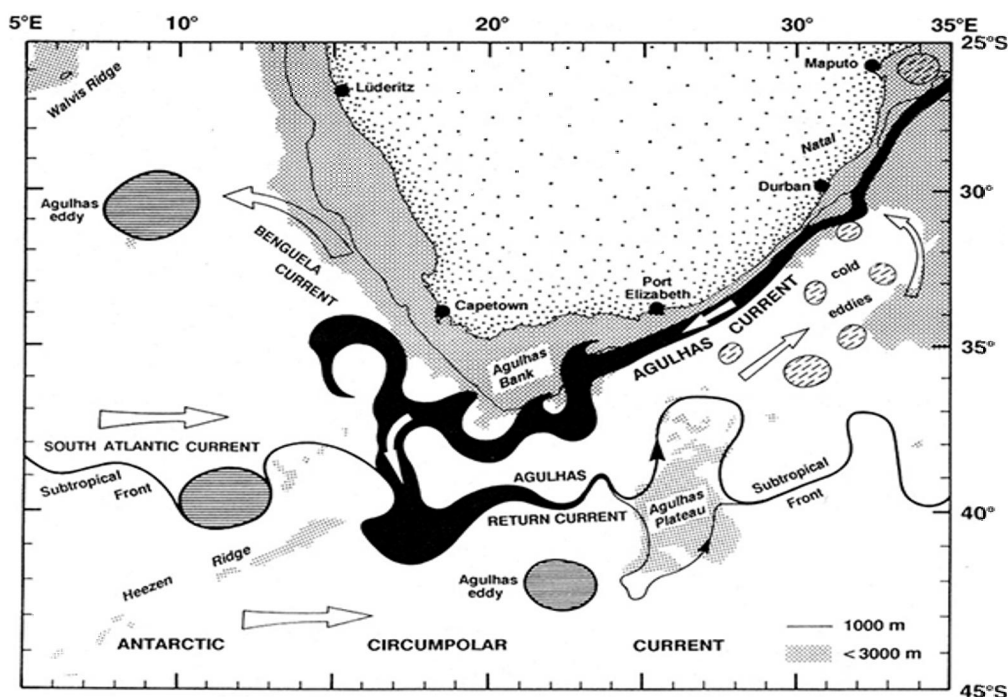 5°E
10°
20°
30°
35°E
25°S
Maputo
Walvis Ridge
Lüderitz
Natal
Durban
30°
Agulhas
eddy
BENGUELA
CURRENT
cold
eddies
Port
Elizabeth
Capetown
AGULHAS CURRENT
35°
Agulhas
Bank
SOUTH ATLANTIC CURRENT
Subtropical
Front
AGULHAS
RETURN CURRENT
Agulhas
Plateau
Subtropical
Front
40°
Heezen Ridge
Agulhas
eddy
ANTARCTIC CIRCUMPOLAR CURRENT
1000 m
<3000 m
45°S